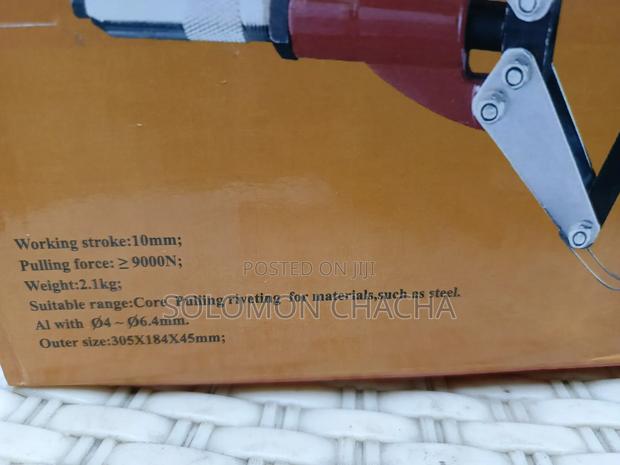 Working stroke:10mm;
Pulling force: ≥ 9000N;
Weight:2.1kg;
Suitable range:Core Pulling riveting for materials,such as steel.
Al with Ø4 ~ Ø6.4mm.
Outer size:305X184X45mm;
POSTED ON JIJI
SOLOMON CHACHA